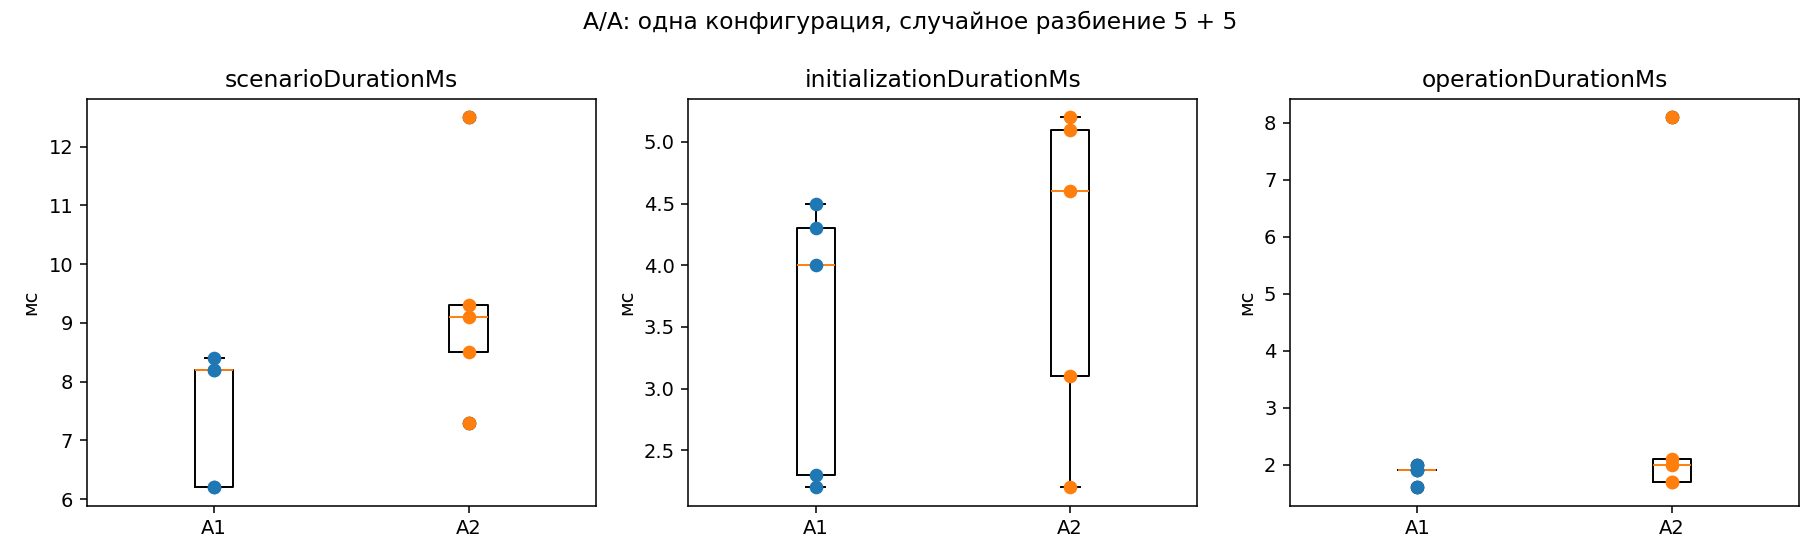 A/A: одна конфигурация, случайное разбиение 5 + 5
scenarioDurationMs
мс
12
11
10
9
8
7
6
A1
A2
initializationDurationMs
мс
5.0
4.5
4.0
3.5
3.0
2.5
A1
A2
operationDurationMs
мс
8
7
6
5
4
3
2
A1
A2